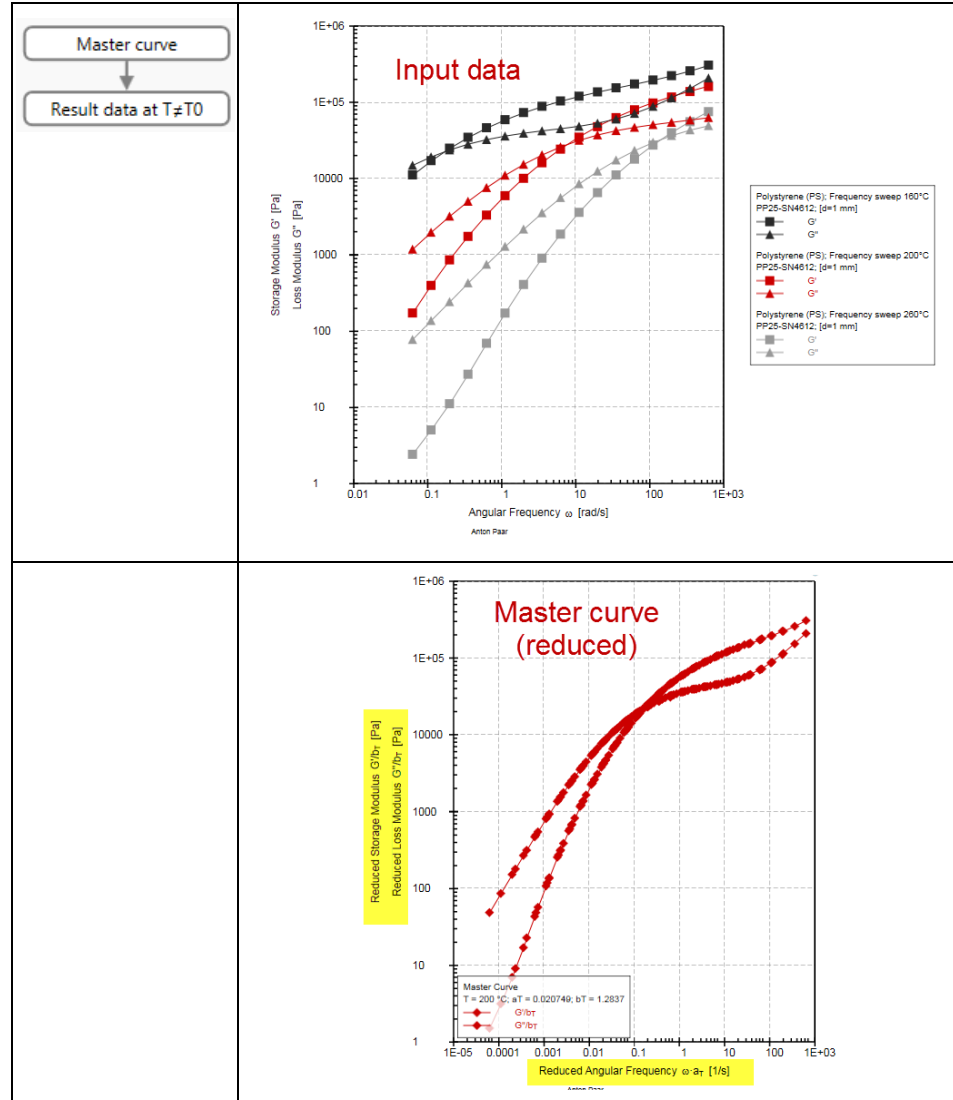 Master curve
Result data at T≠T0
Input data
1E+06
1E+05
10000
1000
100
10
1
Storage Modulus G' [Pa]
Loss Modulus G'' [Pa]
0.01
0.1
1
10
100
1E+03
Angular Frequency ω [rad/s]
Anton Paar
Polystyrene (PS); Frequency sweep 160°C
PP25-SN4612; [d=1 mm]
G'
G''
Polystyrene (PS); Frequency sweep 200°C
PP25-SN4612; [d=1 mm]
G'
G''
Polystyrene (PS); Frequency sweep 260°C
PP25-SN4612; [d=1 mm]
G'
G''
Master curve
(reduced)
1E+06
1E+05
10000
1000
100
10
1
Reduced Storage Modulus G'/bT [Pa]
Reduced Loss Modulus G''/bT [Pa]
Master Curve
T = 200 °C; aT = 0.020749; bT = 1.2837
G'/bT
G''/bT
1E-05
0.0001
0.001
0.01
0.1
1
10
100
1E+03
Reduced Angular Frequency ω·aT [1/s]
Anton Paar